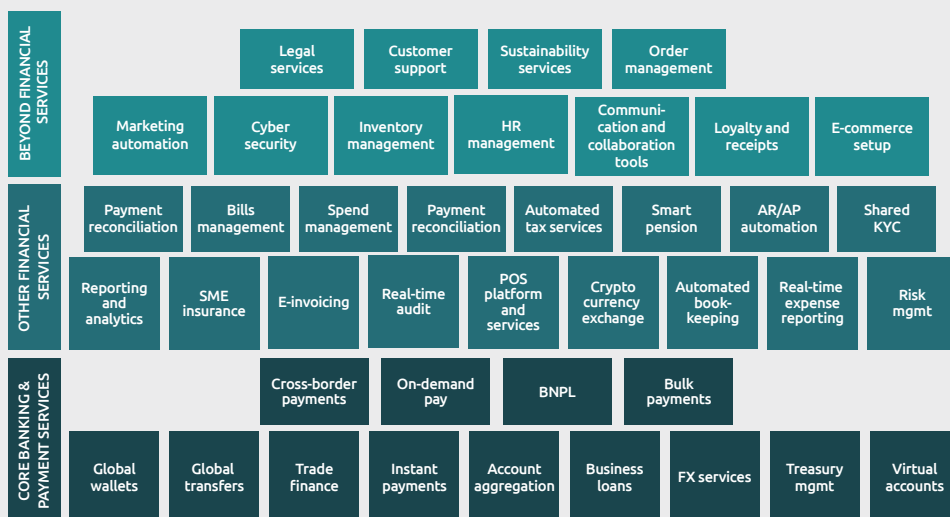 BEYOND FINANCIAL
SERVICES
Legal
services
Customer
support
Sustainability
services
Order
management
Marketing
automation
Cyber
security
Inventory
management
HR
management
Communi-
cation and
collaboration
tools
Loyalty and
receipts
E-commerce
setup
OTHER FINANCIAL
SERVICES
Payment
reconciliation
Bills
management
Spend
management
Payment
reconciliation
Automated
tax services
Smart
pension
AR/AP
automation
Shared
KYC
Reporting
and
analytics
SME
insurance
E-invoicing
Real-time
audit
POS
platform
and
services
Crypto
currency
exchange
Automated
book-
keeping
Real-time
expense
reporting
Risk
mgmt
CORE BANKING &
PAYMENT SERVICES
Cross-border
payments
On-demand
pay
BNPL
Bulk
payments
Global
wallets
Global
transfers
Trade
finance
Instant
payments
Account
aggregation
Business
loans
FX services
Treasury
mgmt
Virtual
accounts